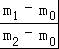 m₁ − m₀
m₂ − m₀